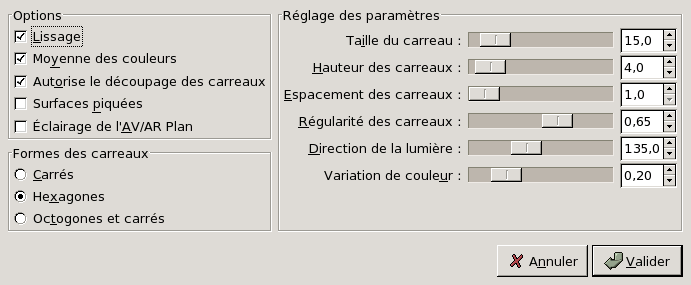 Options
Lissage
Moyenne des couleurs
Autorise le découpage des carreaux
Surfaces piquées
Éclairage de l'AV/AR Plan
Formes des carreaux
Carrés
Hexagones
Octogones et carrés
Réglage des paramètres
Taille du carreau : 15,0
Hauteur des carreaux : 4,0
Espacement des carreaux : 1,0
Régularité des carreaux : 0,65
Direction de la lumière : 135,0
Variation de couleur : 0,20
Annuler
Valider